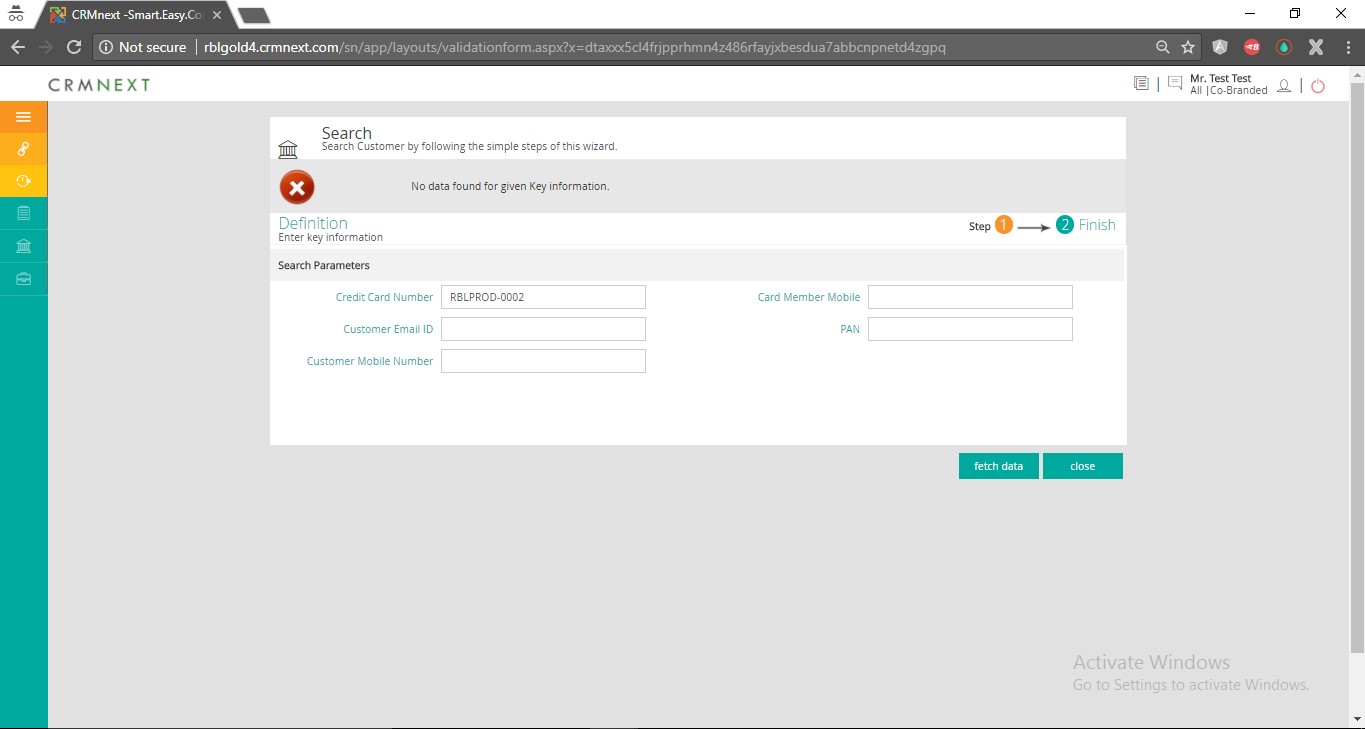 CRMnext -Smart.Easy.Co
Not secure | rblgold4.crmnext.com/sn/app/layouts/validationform.aspx?x=dtaxxx5cl4frjpprhmn4z486rfayjxbesdua7abbcnpnetd4zgpq
CRMNEXT
Mr. Test Test
All |Co-Branded
Search
Search Customer by following the simple steps of this wizard.
No data found for given Key information.
Definition
Enter key information
Step 1 2 Finish
Search Parameters
Credit Card Number RBLPROD-0002 Card Member Mobile
Customer Email ID PAN
Customer Mobile Number
fetch data close
Activate Windows
Go to Settings to activate Windows.